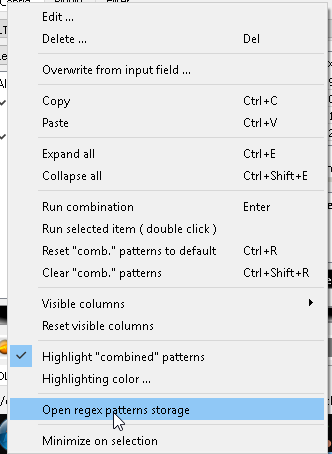 Edit ...
Delete ... Del
Overwrite from input field ...
Copy Ctrl+C
Paste Ctrl+V
Expand all Ctrl+E
Collapse all Ctrl+Shift+E
Run combination Enter
Run selected item ( double click )
Reset "comb." patterns to default Ctrl+R
Clear "comb." patterns Ctrl+Shift+R
Visible columns
Reset visible columns
Highlight "combined" patterns
Highlighting color ...
Open regex patterns storage
Minimize on selection